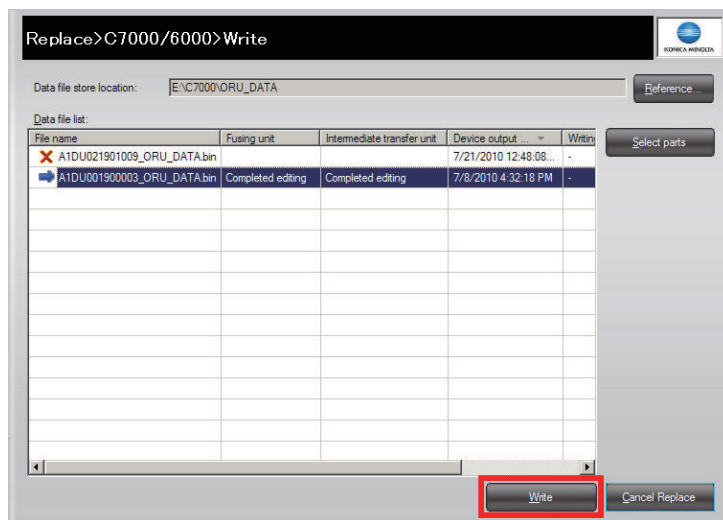 Replace>C7000/6000>Write
KONICA MINOLTA
Data file store location: E:\C7000\ORU_DATA Reference...
Data file list:
File name Fusing unit Intermediate transfer unit Device output ... Writin Select parts
A1DU021901009_ORU_DATA.bin 7/21/2010 12:48:08... -
A1DU001900003_ORU_DATA.bin Completed editing Completed editing 7/8/2010 4:32:18 PM -
Write Cancel Replace